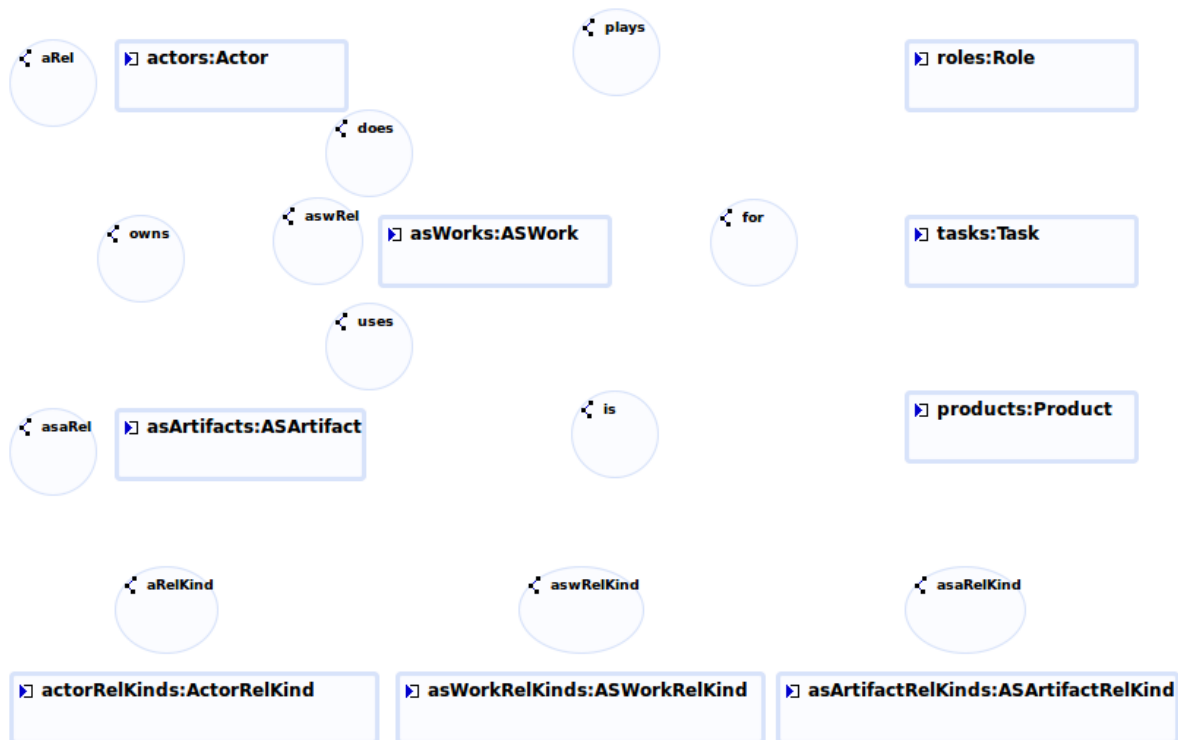 plays
aRel
actors:Actor
roles:Role
does
aswRel
for
owns
asWorks:ASWork
tasks:Task
uses
is
products:Product
asaRel
asArtifacts:ASArtifact
aRelKind
aswRelKind
asaRelKind
actorRelKinds:ActorRelKind
asWorkRelKinds:ASWorkRelKind
asArtifactRelKinds:ASArtifactRelKind